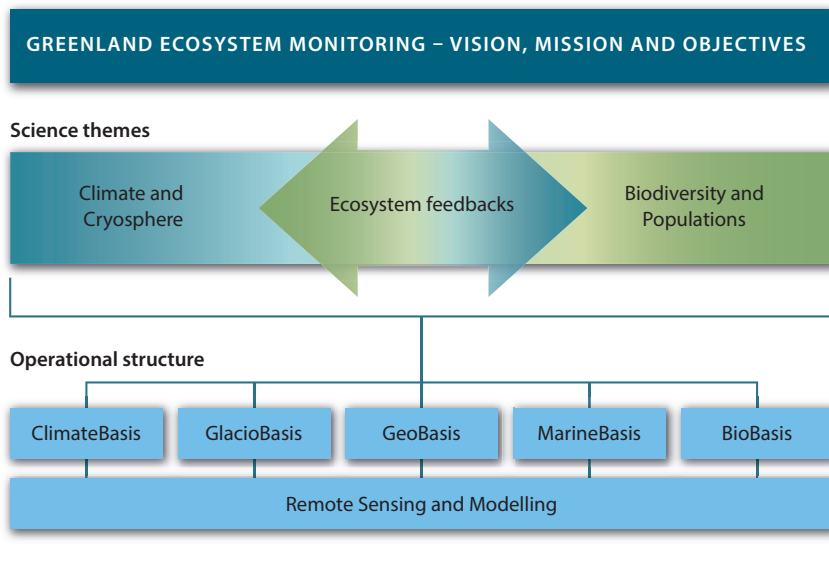 GREENLAND ECOSYSTEM MONITORING – VISION, MISSION AND OBJECTIVES
Science themes
Climate and
Cryosphere
Ecosystem feedbacks
Biodiversity and
Populations
Operational structure
ClimateBasis
GlacioBasis
GeoBasis
MarineBasis
BioBasis
Remote Sensing and Modelling